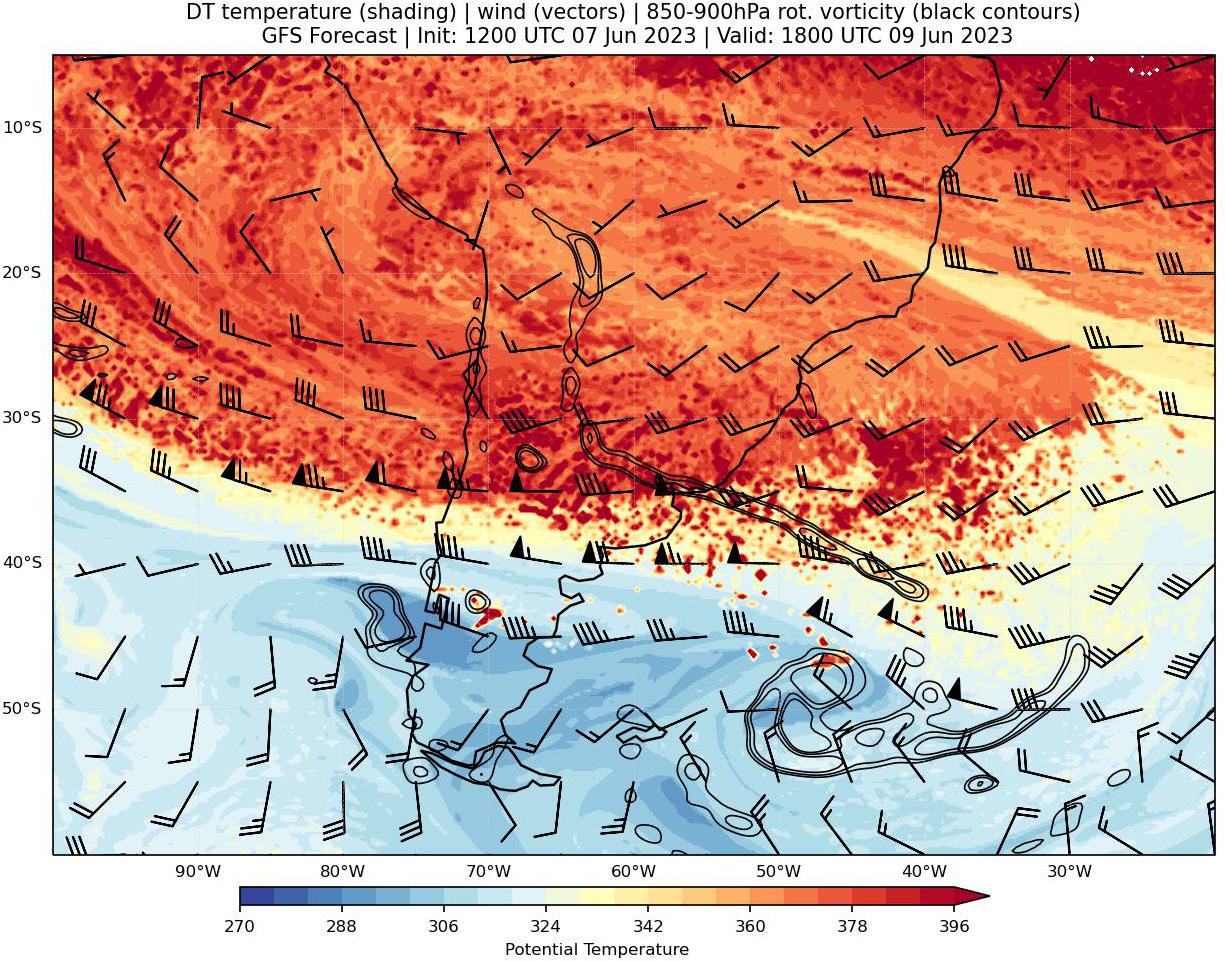 DT temperature (shading) | wind (vectors) | 850-900hPa rot. vorticity (black contours)
GFS Forecast | Init: 1200 UTC 07 Jun 2023 | Valid: 1800 UTC 09 Jun 2023
10°S
20°S
30°S
40°S
50°S
90°W 80°W 70°W 60°W 50°W 40°W 30°W
270 288 306 324 342 360 378 396
Potential Temperature